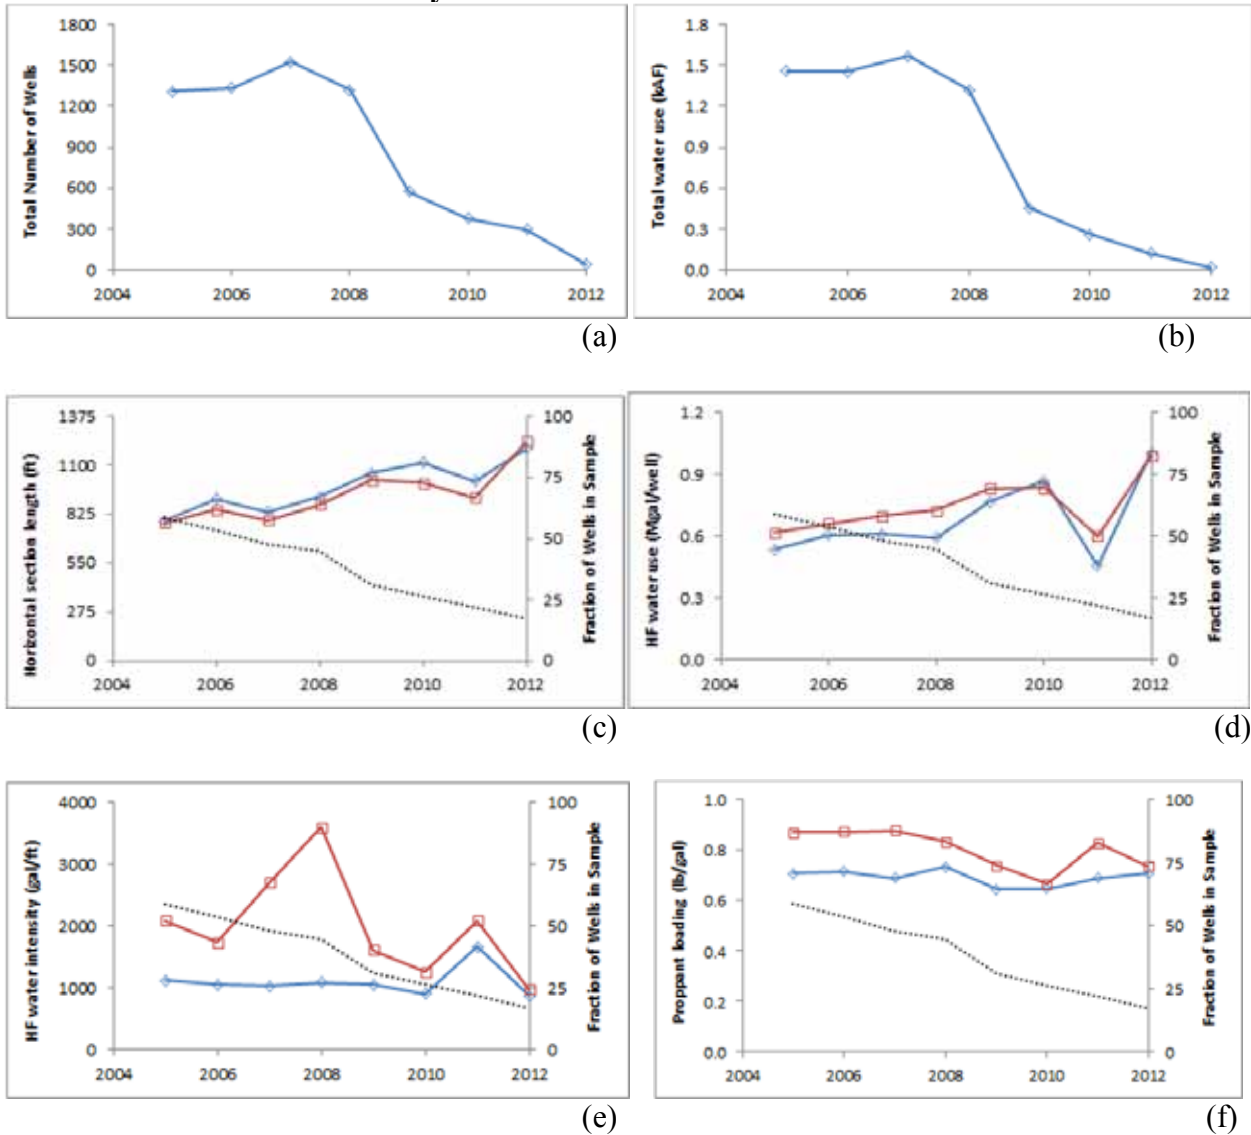 1800
1500
1200
900
600
300
0
Total Number of Wells
2004 2006 2008 2010 2012
(a)
1.8
1.5
1.2
0.9
0.6
0.3
0.0
Total water use (kAF)
2004 2006 2008 2010 2012
(b)
1375
1100
825
550
275
0
Horizontal section length (ft)
100
75
50
25
0
Fraction of Wells in Sample
2004 2006 2008 2010 2012
(c)
1.2
0.9
0.6
0.3
0.0
HF water use (Mgal/well)
100
75
50
25
0
Fraction of Wells in Sample
2004 2006 2008 2010 2012
(d)
4000
3000
2000
1000
0
HF water intensity (gal/ft)
100
75
50
25
0
Fraction of Wells in Sample
2004 2006 2008 2010 2012
(e)
1.0
0.8
0.6
0.4
0.2
0.0
Proppant loading (lb/gal)
100
75
50
25
0
Fraction of Wells in Sample
2004 2006 2008 2010 2012
(f)